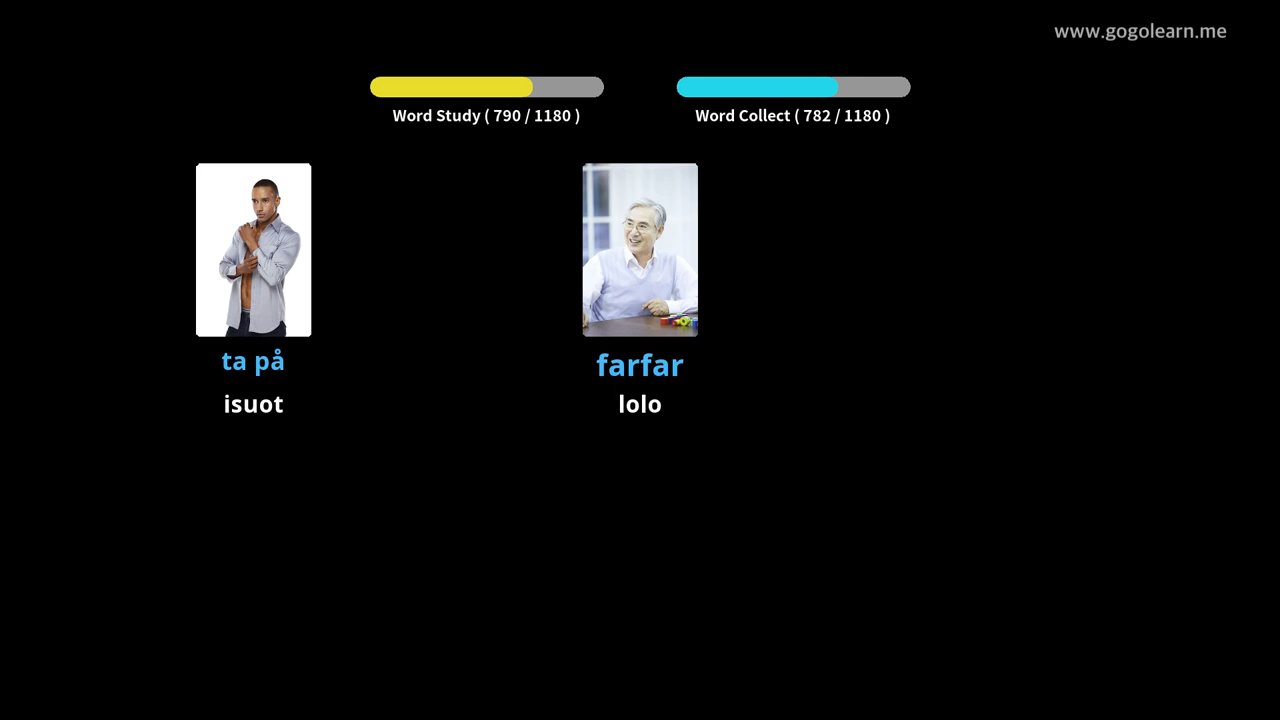 www.gogolearn.me
Word Study ( 790 / 1180 )
Word Collect ( 782 / 1180 )
ta på
isuot
farfar
lolo